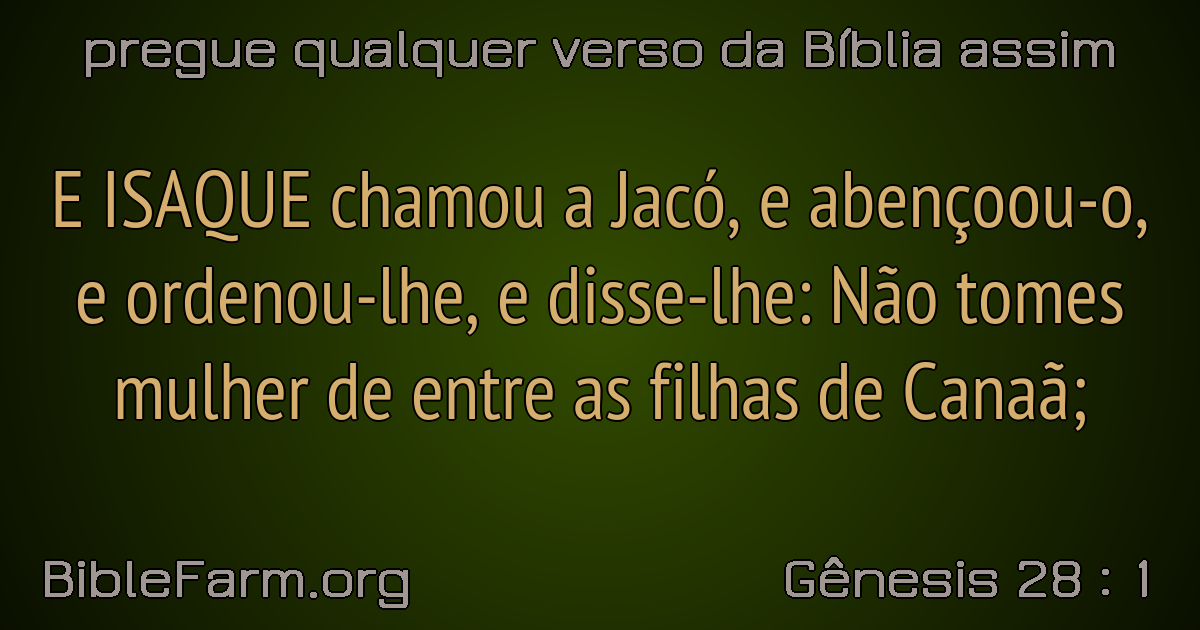 pregue qualquer verso da Bíblia assim
E ISAQUE chamou a Jacó, e abençoou-o,
e ordenou-lhe, e disse-lhe: Não tomes
mulher de entre as filhas de Canaã;
BibleFarm.org
Gênesis 28 : 1